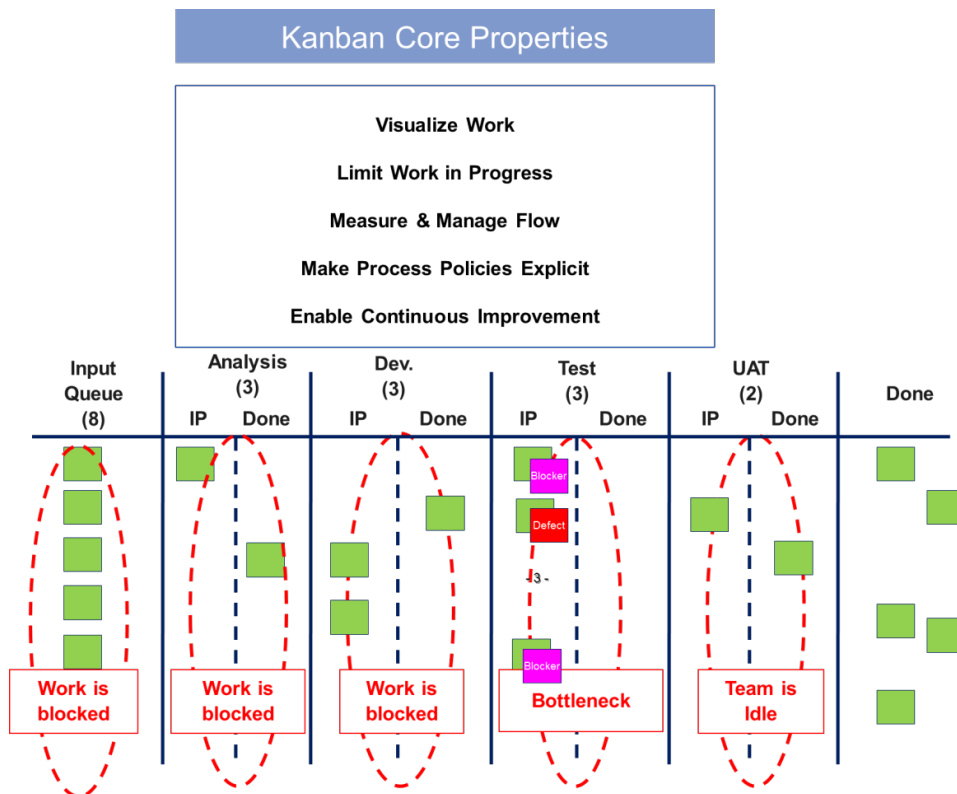 Kanban Core Properties
Visualize Work
Limit Work in Progress
Measure & Manage Flow
Make Process Policies Explicit
Enable Continuous Improvement
Input
Queue
(8)
Analysis
(3)
IP Done
Dev.
(3)
IP Done
Test
(3)
IP Done
UAT
(2)
IP Done
Done
Blocker
Defect
- 3 -
Blocker
Work is
blocked
Work is
blocked
Work is
blocked
Bottleneck
Team is
Idle